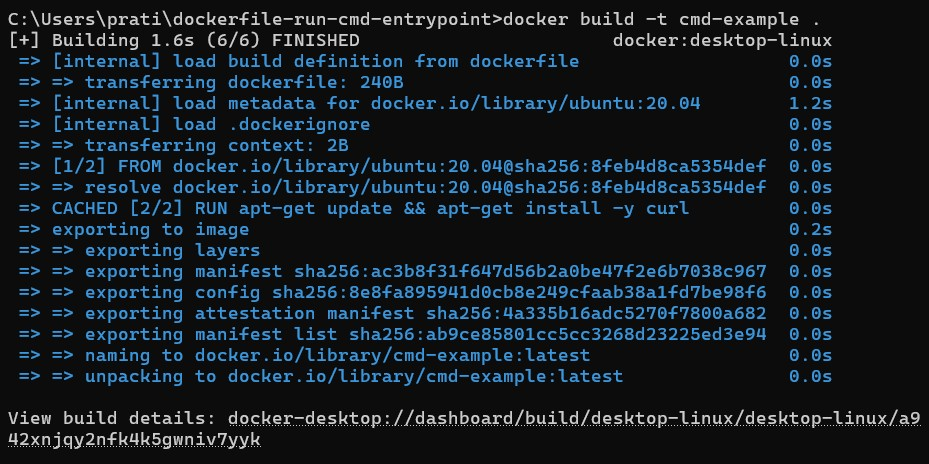 C:\Users\prati\dockerfile-run-cmd-entrypoint>docker build -t cmd-example .
[+] Building 1.6s (6/6) FINISHED docker:desktop-linux
=> [internal] load build definition from dockerfile 0.0s
=> => transferring dockerfile: 240B 0.0s
=> [internal] load metadata for docker.io/library/ubuntu:20.04 1.2s
=> [internal] load .dockerignore 0.0s
=> => transferring context: 2B 0.0s
=> [1/2] FROM docker.io/library/ubuntu:20.04@sha256:8feb4d8ca5354def 0.0s
=> => resolve docker.io/library/ubuntu:20.04@sha256:8feb4d8ca5354def 0.0s
=> CACHED [2/2] RUN apt-get update && apt-get install -y curl 0.0s
=> exporting to image 0.2s
=> => exporting layers 0.0s
=> => exporting manifest sha256:ac3b8f31f647d56b2a0be47f2e6b7038c967 0.0s
=> => exporting config sha256:8e8fa895941d0cb8e249cfaab38a1fd7be98f6 0.0s
=> => exporting attestation manifest sha256:4a335b16adc5270f7800a682 0.0s
=> => exporting manifest list sha256:ab9ce85801cc5cc3268d23225ed3e94 0.0s
=> => naming to docker.io/library/cmd-example:latest 0.0s
=> => unpacking to docker.io/library/cmd-example:latest 0.0s
View build details: docker-desktop://dashboard/build/desktop-linux/desktop-linux/a9
42xnjqy2nfk4k5gwniv7yyk